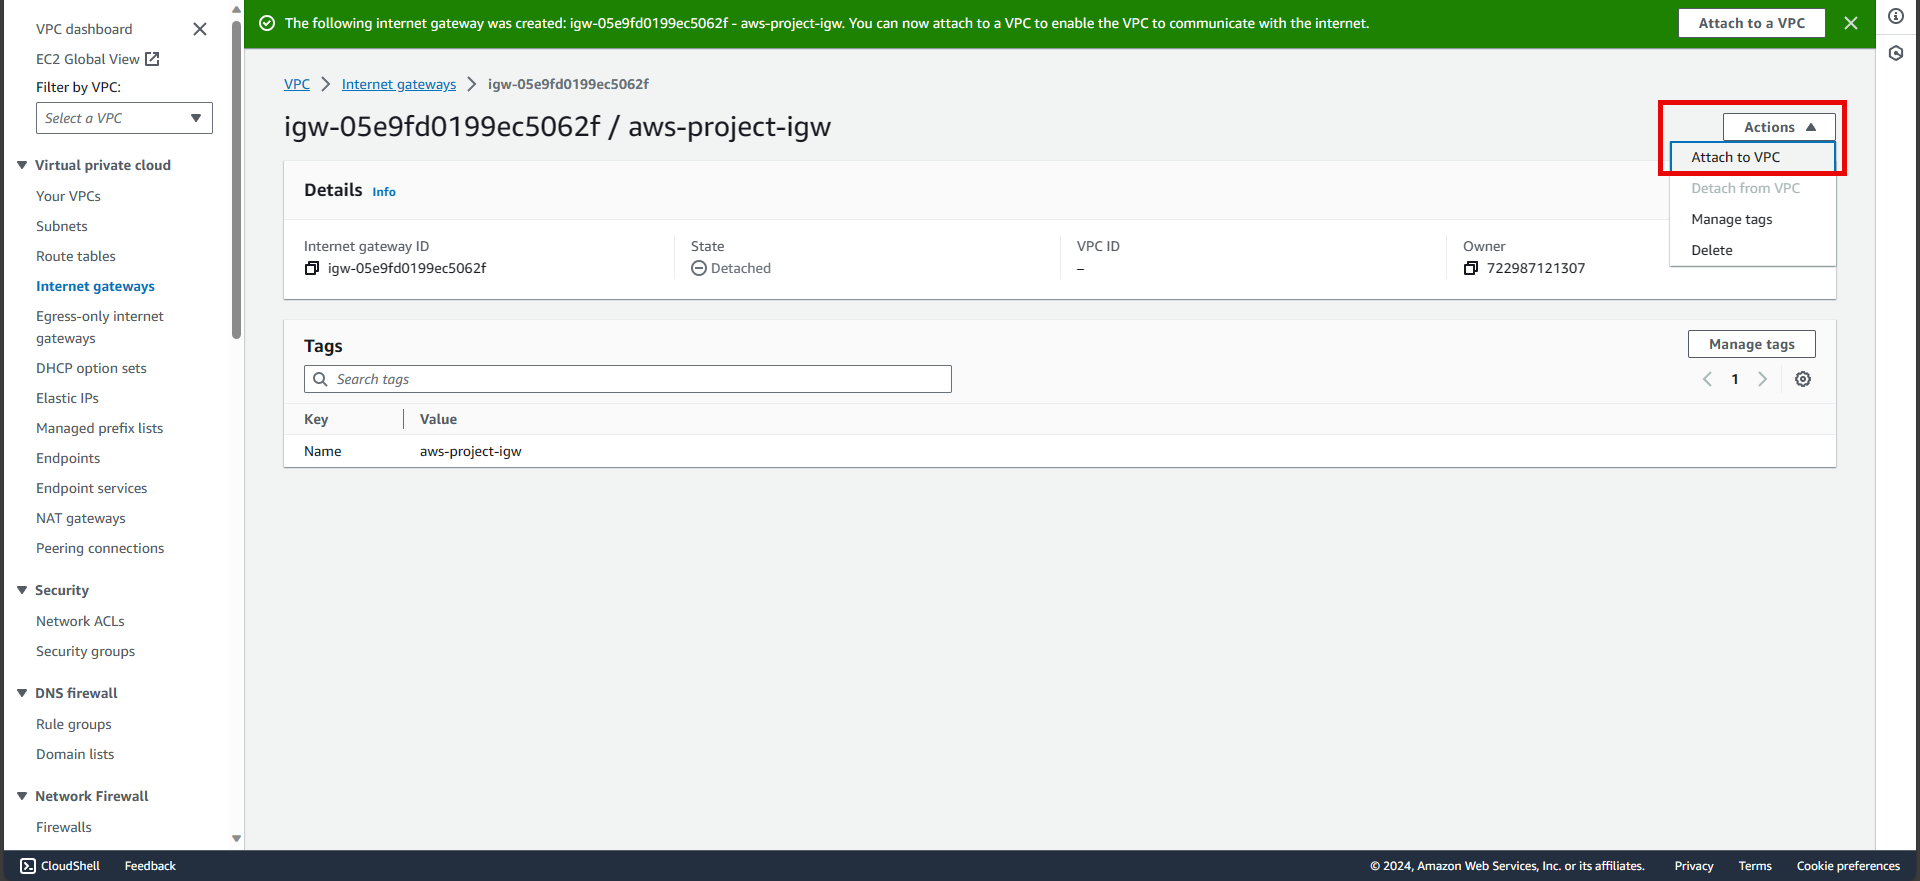 The following internet gateway was created: igw-05e9fd0199ec5062f - aws-project-igw. You can now attach to a VPC to enable the VPC to communicate with the internet.
Attach to a VPC
VPC dashboard
EC2 Global View
Filter by VPC:
Select a VPC
Virtual private cloud
Your VPCs
Subnets
Route tables
Internet gateways
Egress-only internet
gateways
DHCP option sets
Elastic IPs
Managed prefix lists
Endpoints
Endpoint services
NAT gateways
Peering connections
Security
Network ACLs
Security groups
DNS firewall
Rule groups
Domain lists
Network Firewall
Firewalls
VPC
Internet gateways
igw-05e9fd0199ec5062f
igw-05e9fd0199ec5062f / aws-project-igw
Actions
Attach to VPC
Detach from VPC
Manage tags
Delete
Details Info
Internet gateway ID
igw-05e9fd0199ec5062f
State
Detached
VPC ID
–
Owner
722987121307
Tags
Manage tags
Search tags
1
Key Value
Name aws-project-igw
CloudShell Feedback
© 2024, Amazon Web Services, Inc. or its affiliates. Privacy Terms Cookie preferences